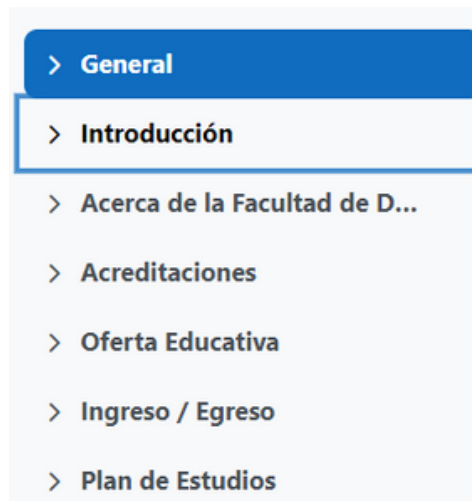 General
Introducción
Acerca de la Facultad de D...
Acreditaciones
Oferta Educativa
Ingreso / Egreso
Plan de Estudios